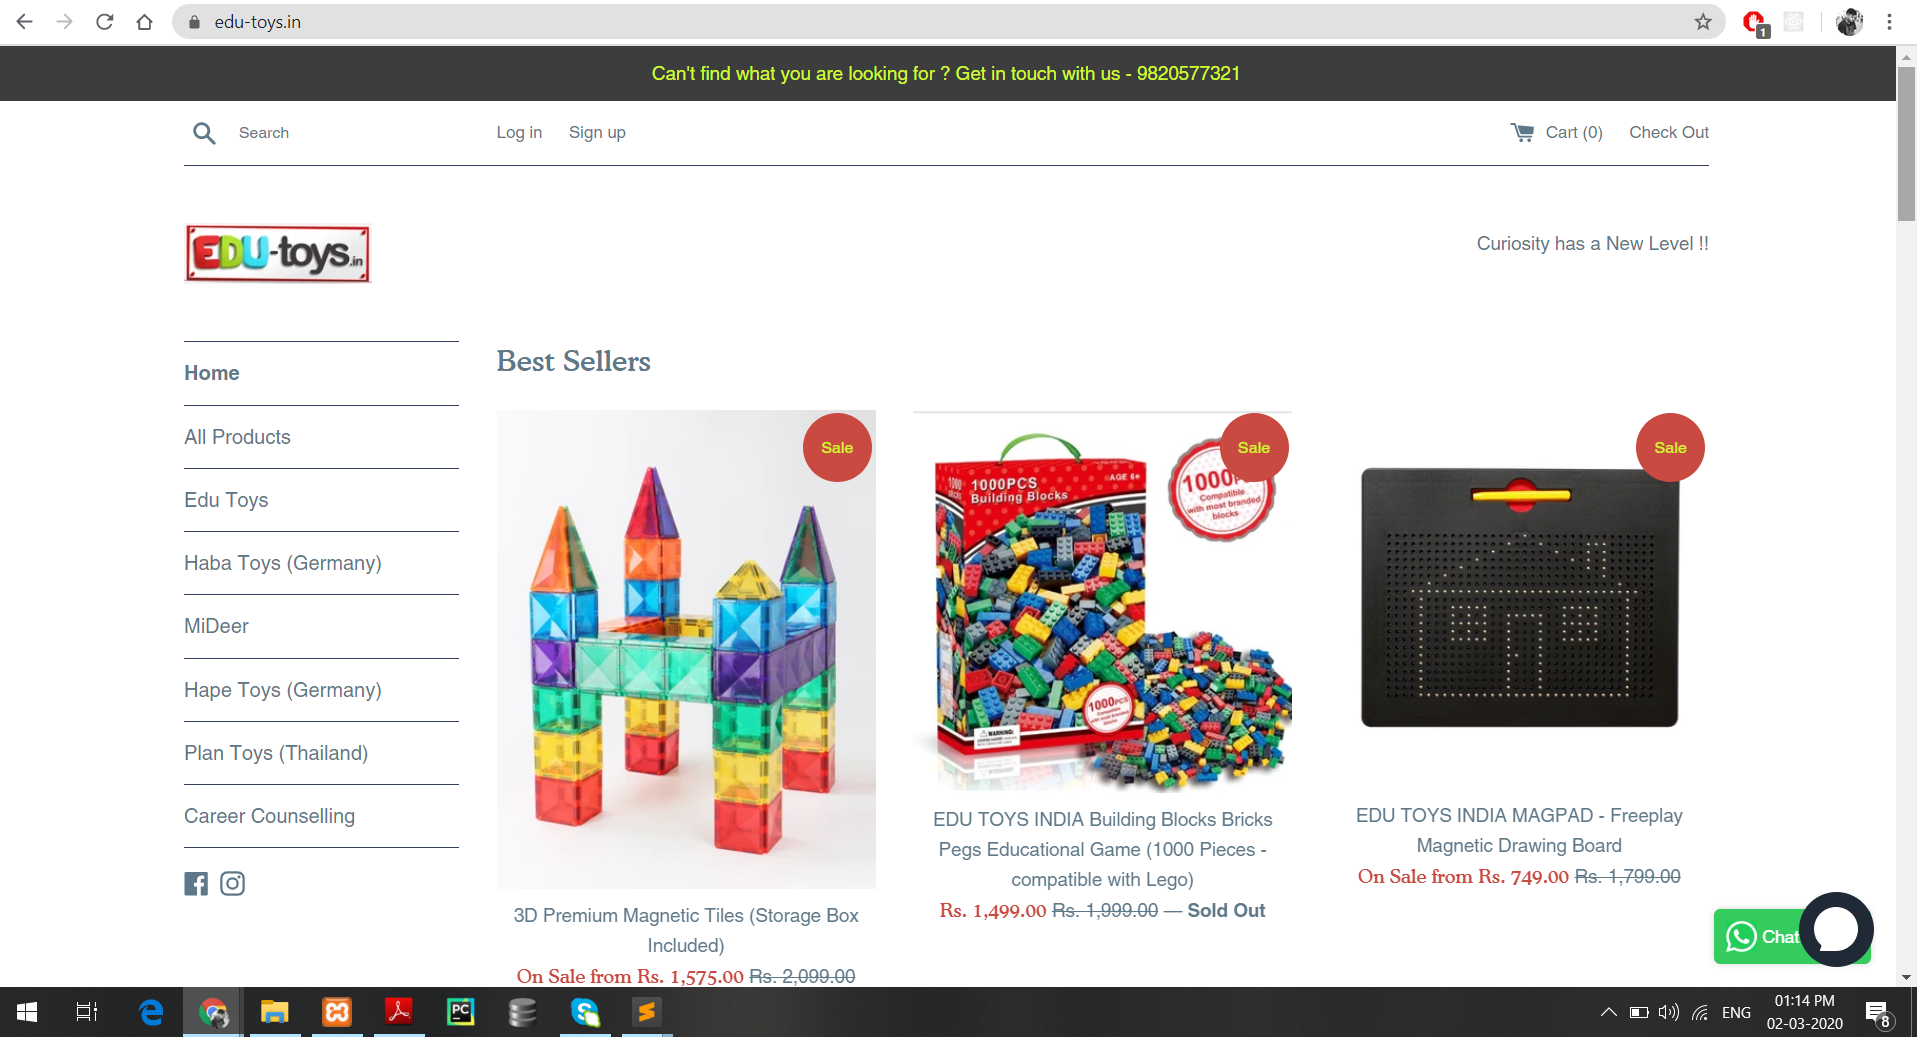 edu-toys.in
1
Can't find what you are looking for ? Get in touch with us - 9820577321
Search
Log in
Sign up
Cart (0)
Check Out
EDU-toys.in
Curiosity has a New Level !!
Home
All Products
Edu Toys
Haba Toys (Germany)
MiDeer
Hape Toys (Germany)
Plan Toys (Thailand)
Career Counselling
Best Sellers
Sale
3D Premium Magnetic Tiles (Storage Box
Included)
On Sale from Rs. 1,575.00 Rs. 2,099.00
Sale
1000PCS
Building Blocks
AGE 6+
Compatible
with most branded
blocks
1000PCS
WARNING:
EDU TOYS INDIA Building Blocks Bricks
Pegs Educational Game (1000 Pieces -
compatible with Lego)
Rs. 1,499.00 Rs. 1,999.00 — Sold Out
Sale
EDU TOYS INDIA MAGPAD - Freeplay
Magnetic Drawing Board
On Sale from Rs. 749.00 Rs. 1,799.00
Chat
PC
ENG
01:14 PM
02-03-2020
8